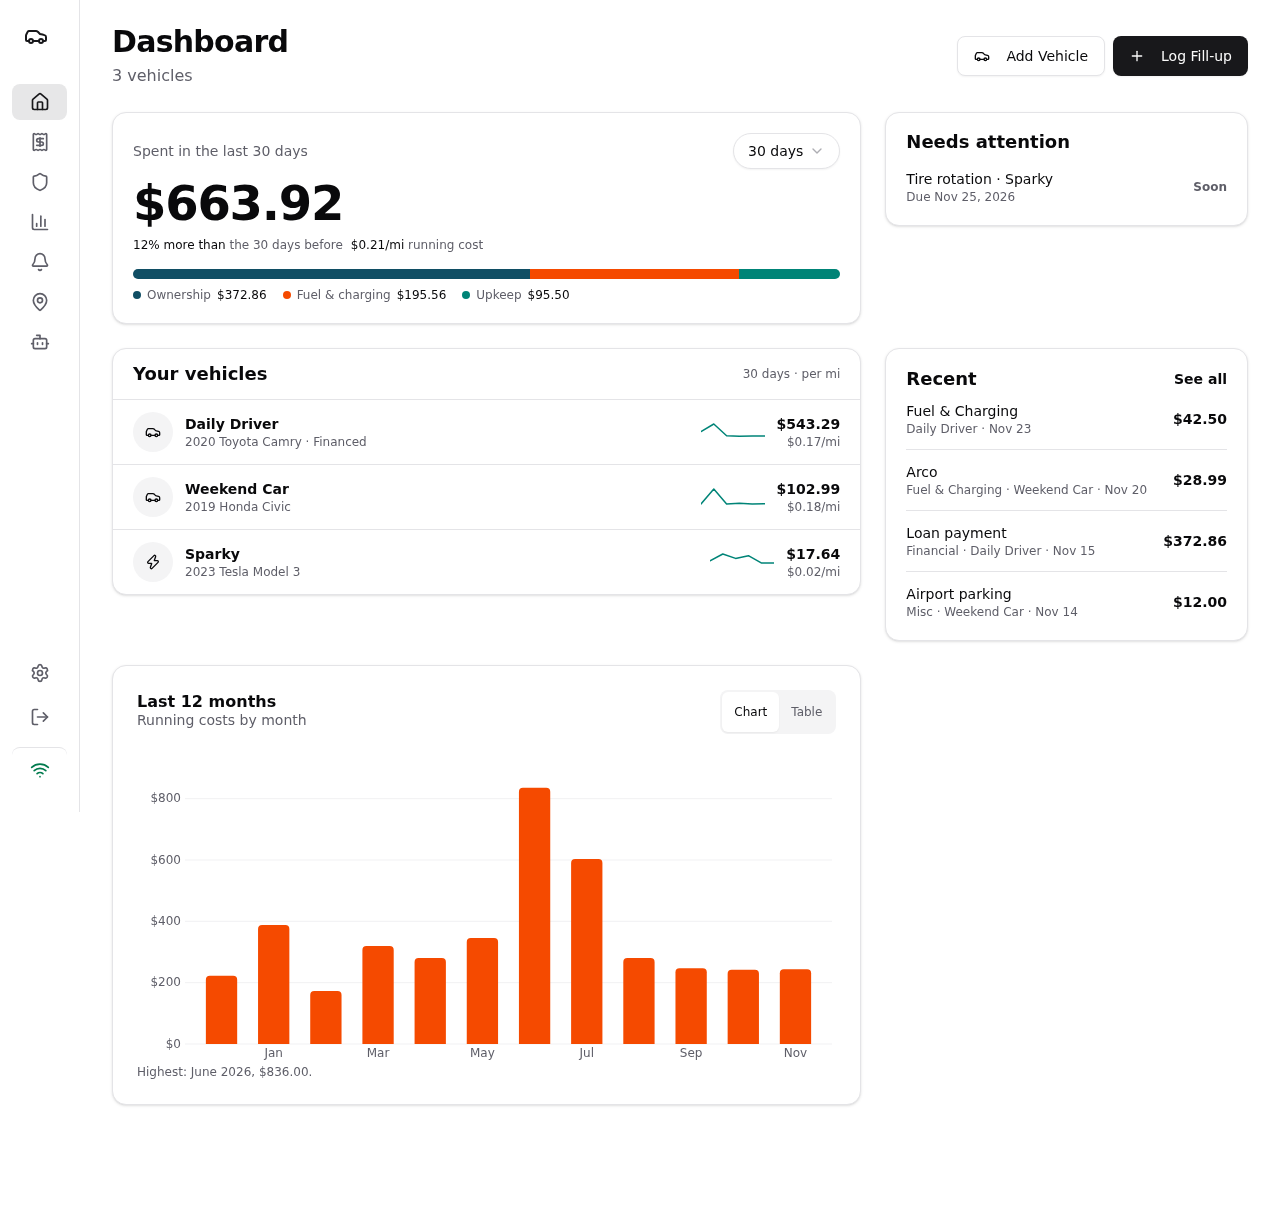 Dashboard
3 vehicles
Add Vehicle
Log Fill-up
Spent in the last 30 days
30 days
$663.92
12% more than the 30 days before $0.21/mi running cost
Ownership $372.86 Fuel & charging $195.56 Upkeep $95.50
Needs attention
Tire rotation · Sparky
Due Nov 25, 2026
Soon
Your vehicles
30 days · per mi
Daily Driver
2020 Toyota Camry · Financed
$543.29
$0.17/mi
Weekend Car
2019 Honda Civic
$102.99
$0.18/mi
Sparky
2023 Tesla Model 3
$17.64
$0.02/mi
Recent
See all
Fuel & Charging
Daily Driver · Nov 23
$42.50
Arco
Fuel & Charging · Weekend Car · Nov 20
$28.99
Loan payment
Financial · Daily Driver · Nov 15
$372.86
Airport parking
Misc · Weekend Car · Nov 14
$12.00
Last 12 months
Running costs by month
Chart
Table
$800
$600
$400
$200
$0
Jan Mar May Jul Sep Nov
Highest: June 2026, $836.00.